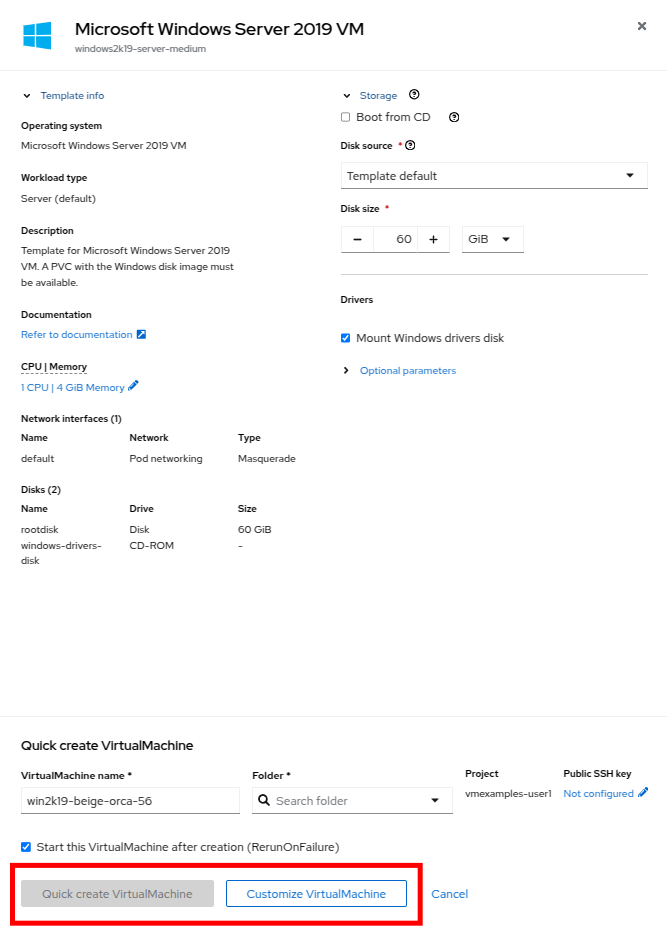 Microsoft Windows Server 2019 VM
windows2k19-server-medium
Template info
Operating system
Microsoft Windows Server 2019 VM
Workload type
Server (default)
Description
Template for Microsoft Windows Server 2019
VM. A PVC with the Windows disk image must
be available.
Documentation
Refer to documentation
CPU | Memory
1 CPU | 4 GiB Memory
Network interfaces (1)
Name Network Type
default Pod networking Masquerade
Disks (2)
Name Drive Size
rootdisk Disk 60 GiB
windows-drivers- CD-ROM -
disk
Storage
Boot from CD
Disk source *
Template default
Disk size *
60 GiB
Drivers
Mount Windows drivers disk
Optional parameters
Quick create VirtualMachine
VirtualMachine name * Folder * Project Public SSH key
win2k19-beige-orca-56 Search folder vmexamples-user1 Not configured
Start this VirtualMachine after creation (RerunOnFailure)
Quick create VirtualMachine Customize VirtualMachine Cancel